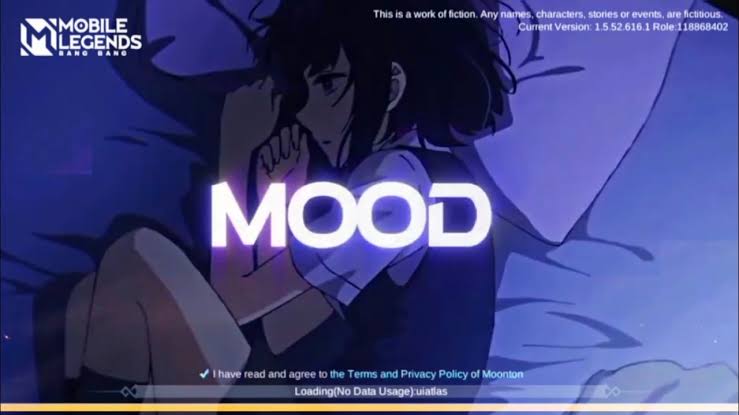 MOBILE
LEGENDS
BANG BANG
This is a work of fiction. Any names, characters, stories or events, are fictitious.
Current Version: 1.5.52.616.1 Role:118868402
MOOD
I have read and agree to the Terms and Privacy Policy of Moonton
Loading(No Data Usage):uiatlas